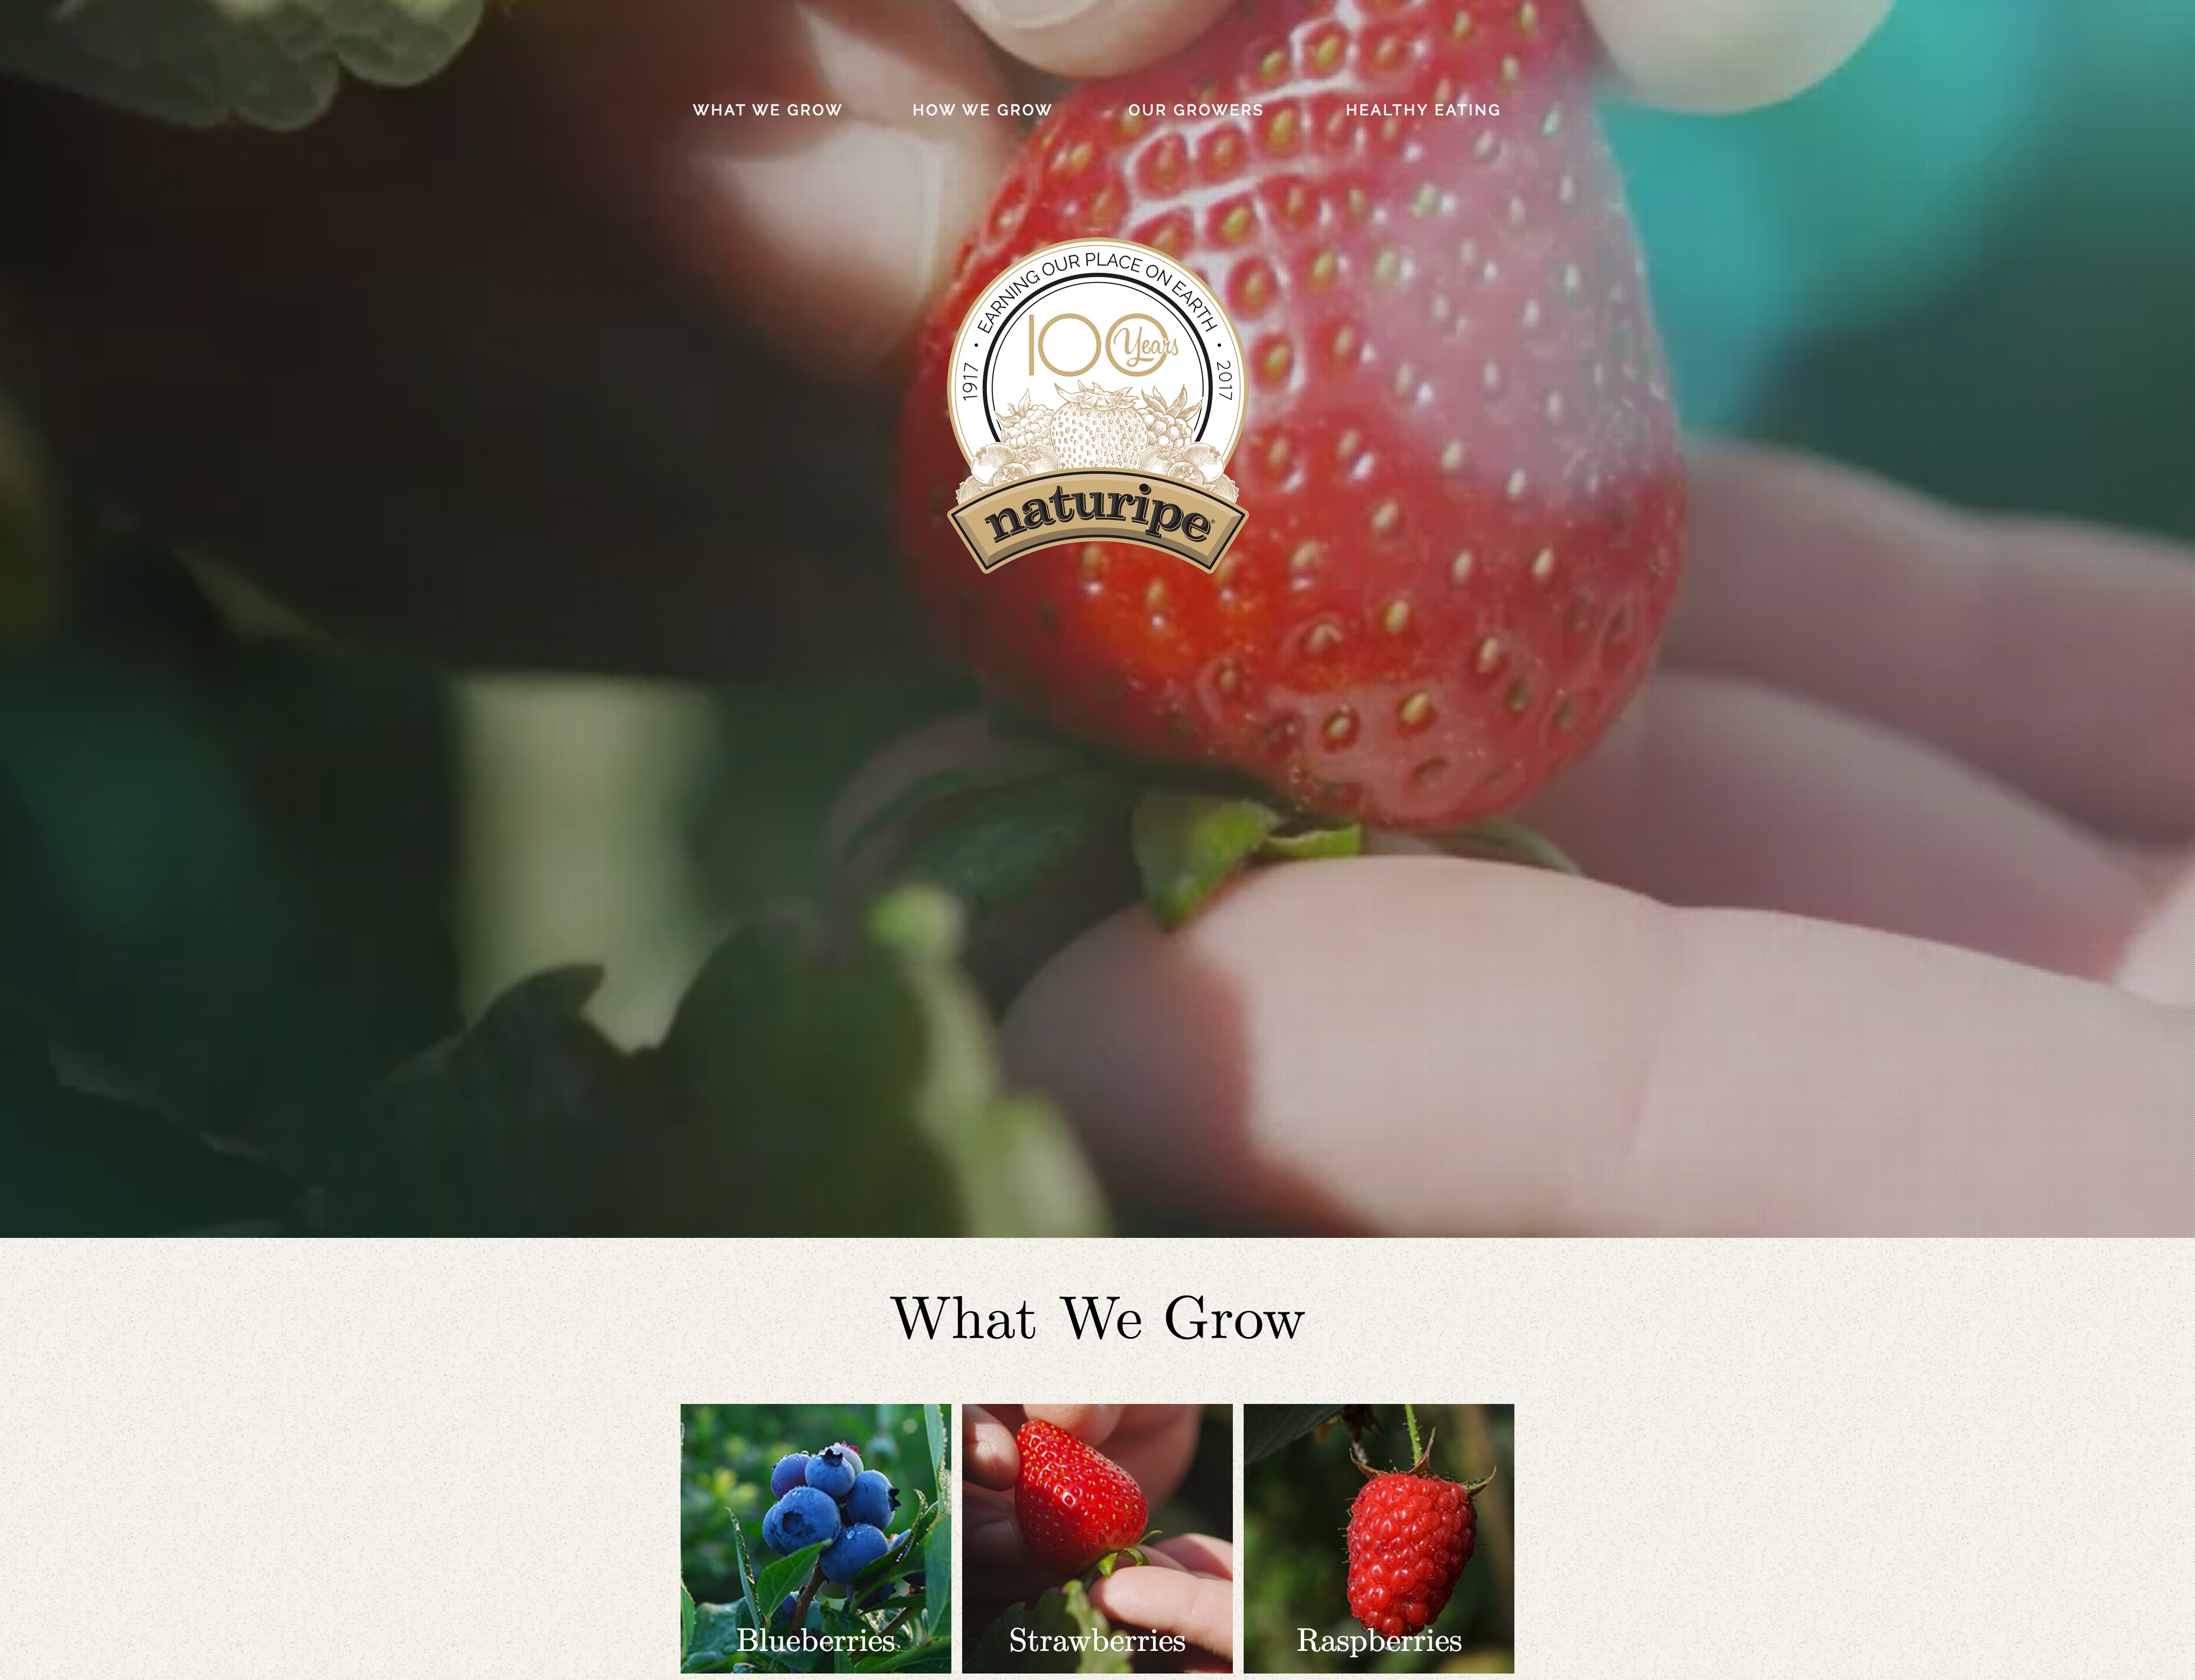 WHAT WE GROW HOW WE GROW OUR GROWERS HEALTHY EATING
1917 • EARNING OUR PLACE ON EARTH • 2017
100 Years
naturipe®
What We Grow
Blueberries Strawberries Raspberries